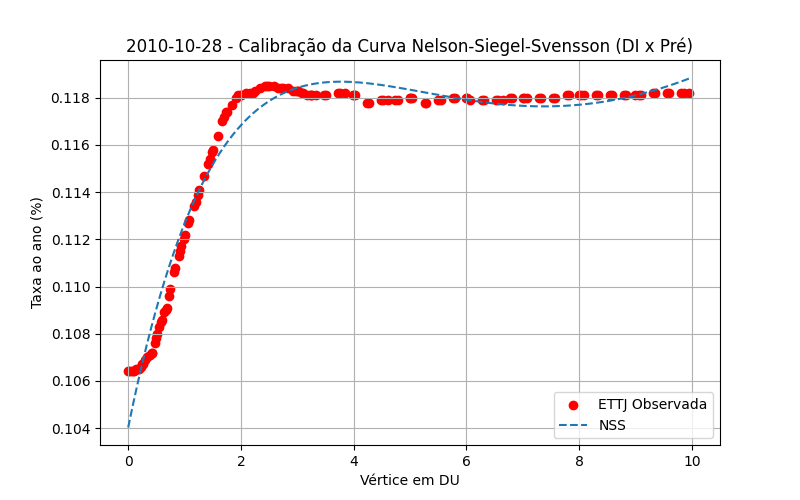 2010-10-28 - Calibração da Curva Nelson-Siegel-Svensson (DI x Pré)
0.118
0.116
0.114
0.112
0.110
0.108
0.106
0.104
Taxa ao ano (%)
ETTJ Observada
NSS
0 2 4 6 8 10
Vértice em DU